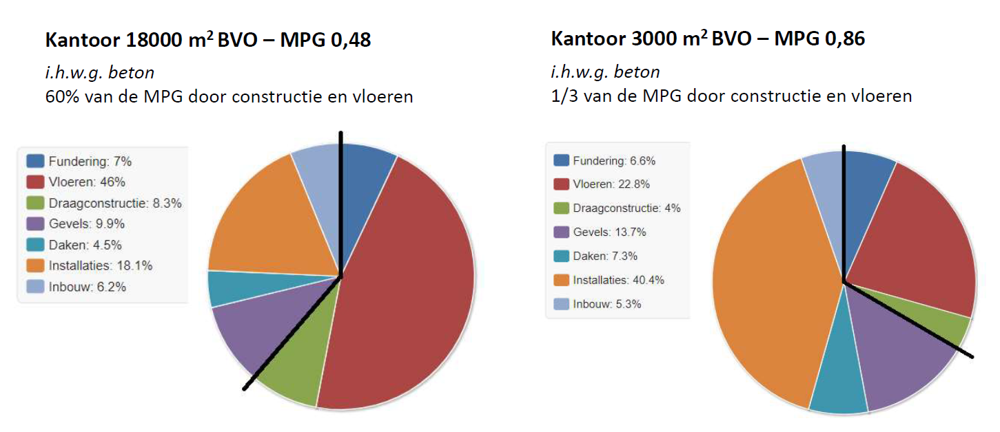 Kantoor 18000 m² BVO – MPG 0,48
i.h.w.g. beton
60% van de MPG door constructie en vloeren
Fundering: 7%
Vloeren: 46%
Draagconstructie: 8.3%
Gevels: 9.9%
Daken: 4.5%
Installaties: 18.1%
Inbouw: 6.2%
Kantoor 3000 m² BVO – MPG 0,86
i.h.w.g. beton
1/3 van de MPG door constructie en vloeren
Fundering: 6.6%
Vloeren: 22.8%
Draagconstructie: 4%
Gevels: 13.7%
Daken: 7.3%
Installaties: 40.4%
Inbouw: 5.3%